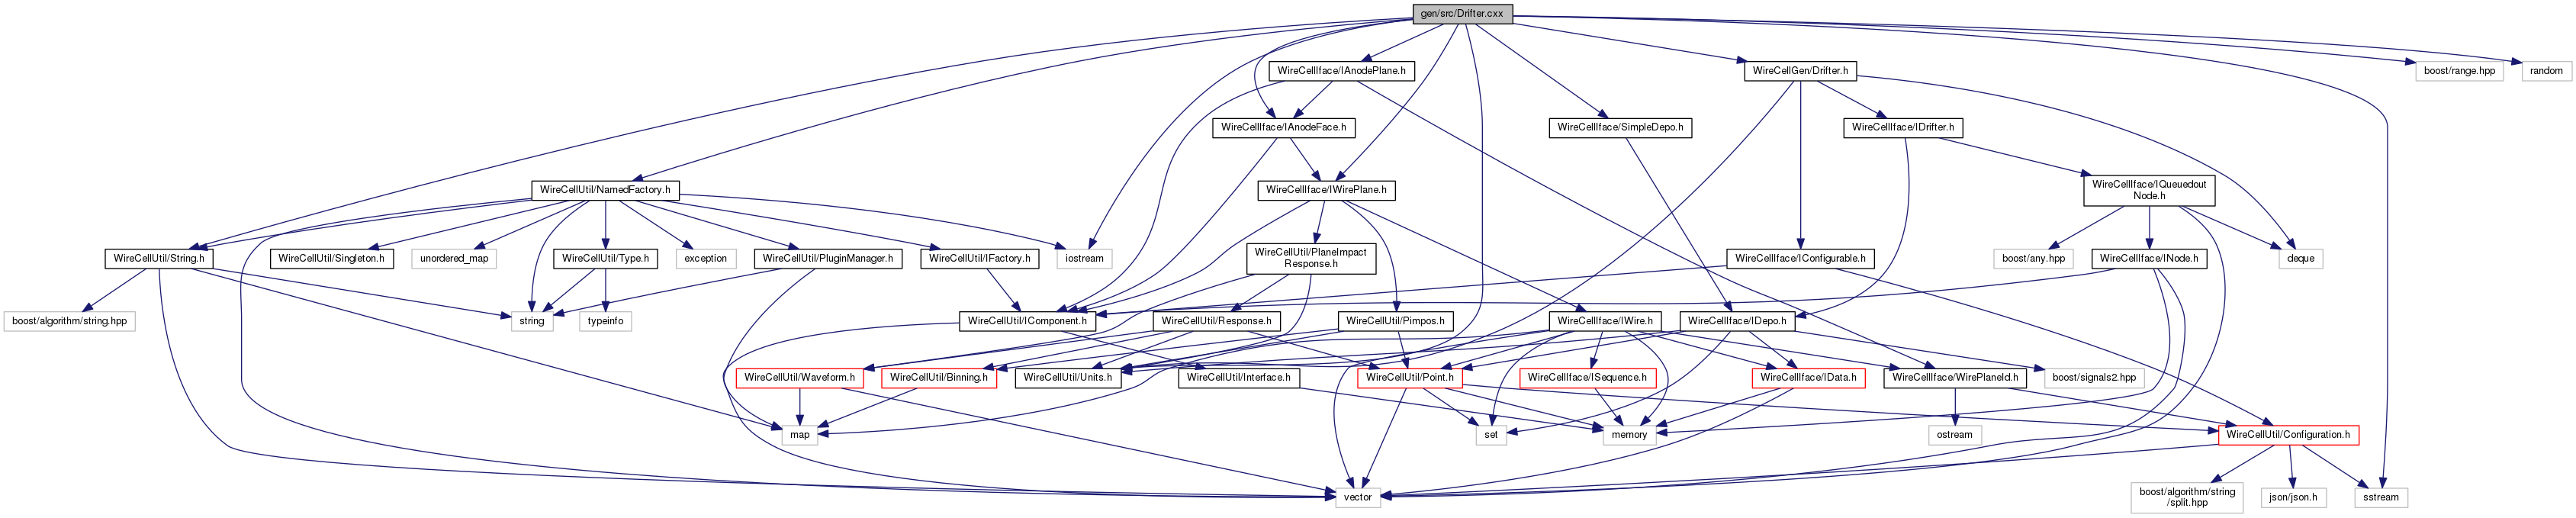 gen/src/Drifter.cxx
WireCellIface/IAnodePlane.h
WireCellGen/Drifter.h
boost/range.hpp
random
WireCellIface/IAnodeFace.h
WireCellIface/SimpleDepo.h
WireCellIface/IDrifter.h
WireCellUtil/NamedFactory.h
WireCellIface/IWirePlane.h
WireCellIface/IQueuedout
Node.h
WireCellUtil/String.h
WireCellUtil/Singleton.h
unordered_map
WireCellUtil/Type.h
exception
WireCellUtil/PluginManager.h
WireCellUtil/IFactory.h
iostream
WireCellUtil/PlaneImpact
Response.h
WireCellIface/IConfigurable.h
boost/any.hpp
WireCellIface/INode.h
deque
boost/algorithm/string.hpp
string
typeinfo
WireCellUtil/IComponent.h
WireCellUtil/Response.h
WireCellUtil/Pimpos.h
WireCellIface/IWire.h
WireCellIface/IDepo.h
WireCellUtil/Waveform.h
WireCellUtil/Binning.h
WireCellUtil/Units.h
WireCellUtil/Interface.h
WireCellUtil/Point.h
WireCellIface/ISequence.h
WireCellIface/IData.h
WireCellIface/WirePlaneId.h
boost/signals2.hpp
map
set
memory
ostream
WireCellUtil/Configuration.h
vector
boost/algorithm/string
/split.hpp
json/json.h
sstream